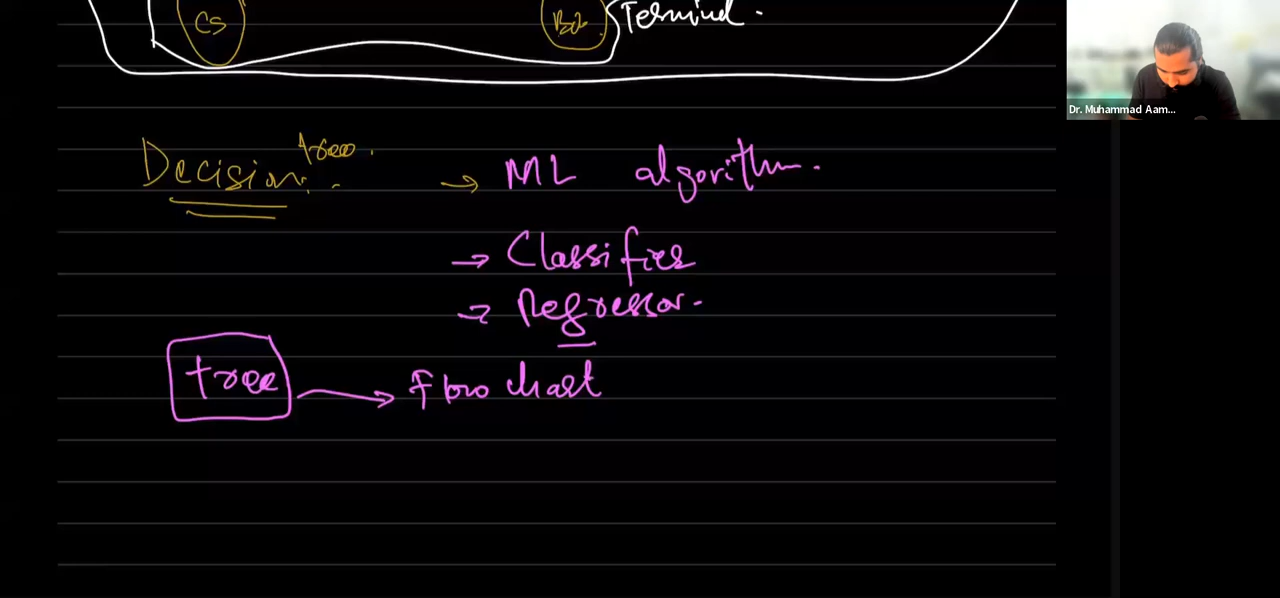 CS
Terminal.
Dr. Muhammad Aam...
Decision tree.
→ ML algorithm.
→ Classifier
→ Regressor.
tree → Flow chart